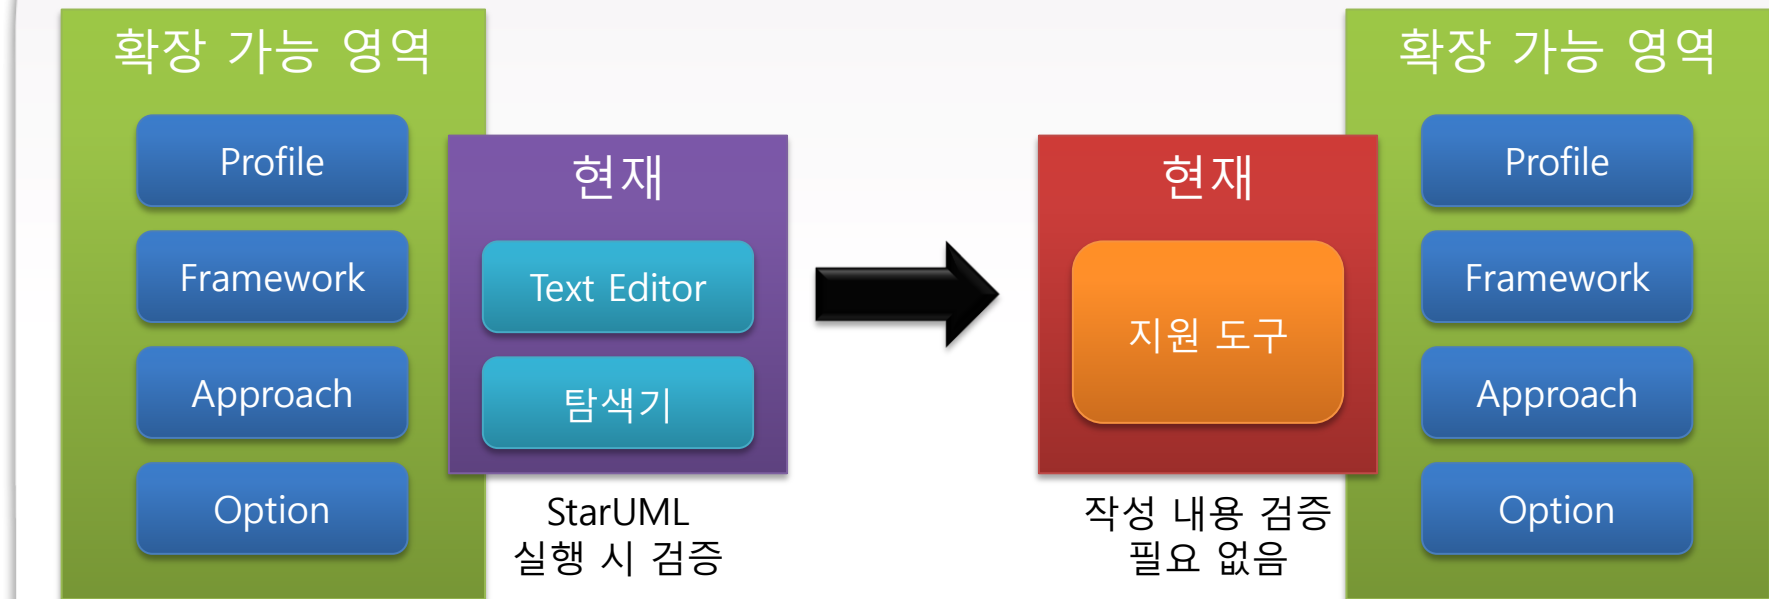 확장 가능 영역
Profile
Framework
Approach
Option
현재
Text Editor
탐색기
StarUML
실행 시 검증
현재
지원 도구
작성 내용 검증
필요 없음
확장 가능 영역
Profile
Framework
Approach
Option